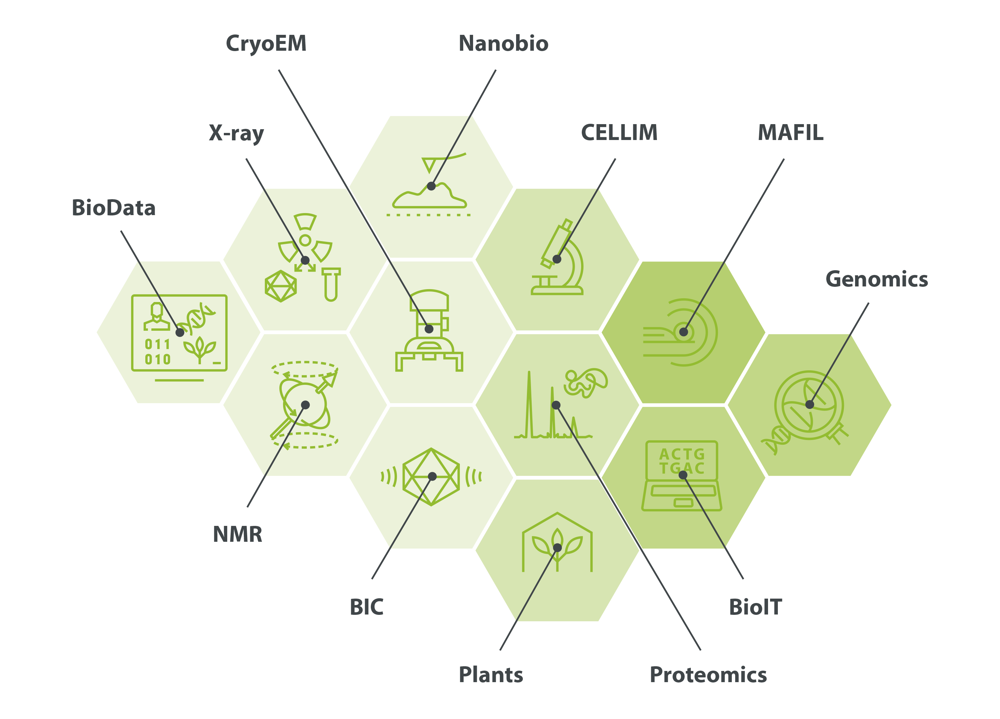 CryoEM
Nanobio
X-ray
CELLIM
MAFIL
BioData
Genomics
011
010
ACTG
TGAC
NMR
BIC
BioIT
Plants
Proteomics